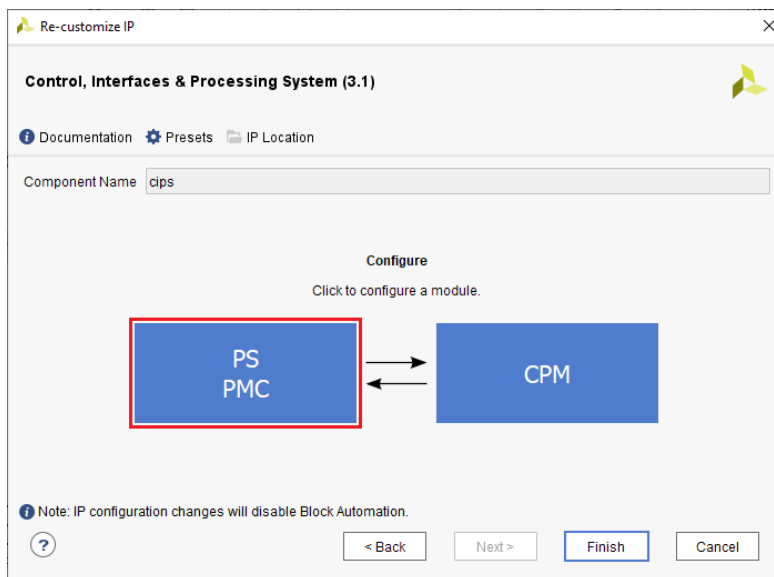 Re-customize IP
Control, Interfaces & Processing System (3.1)
Documentation Presets IP Location
Component Name cips
Configure
Click to configure a module.
PS
PMC
CPM
Note: IP configuration changes will disable Block Automation.
? < Back Next > Finish Cancel